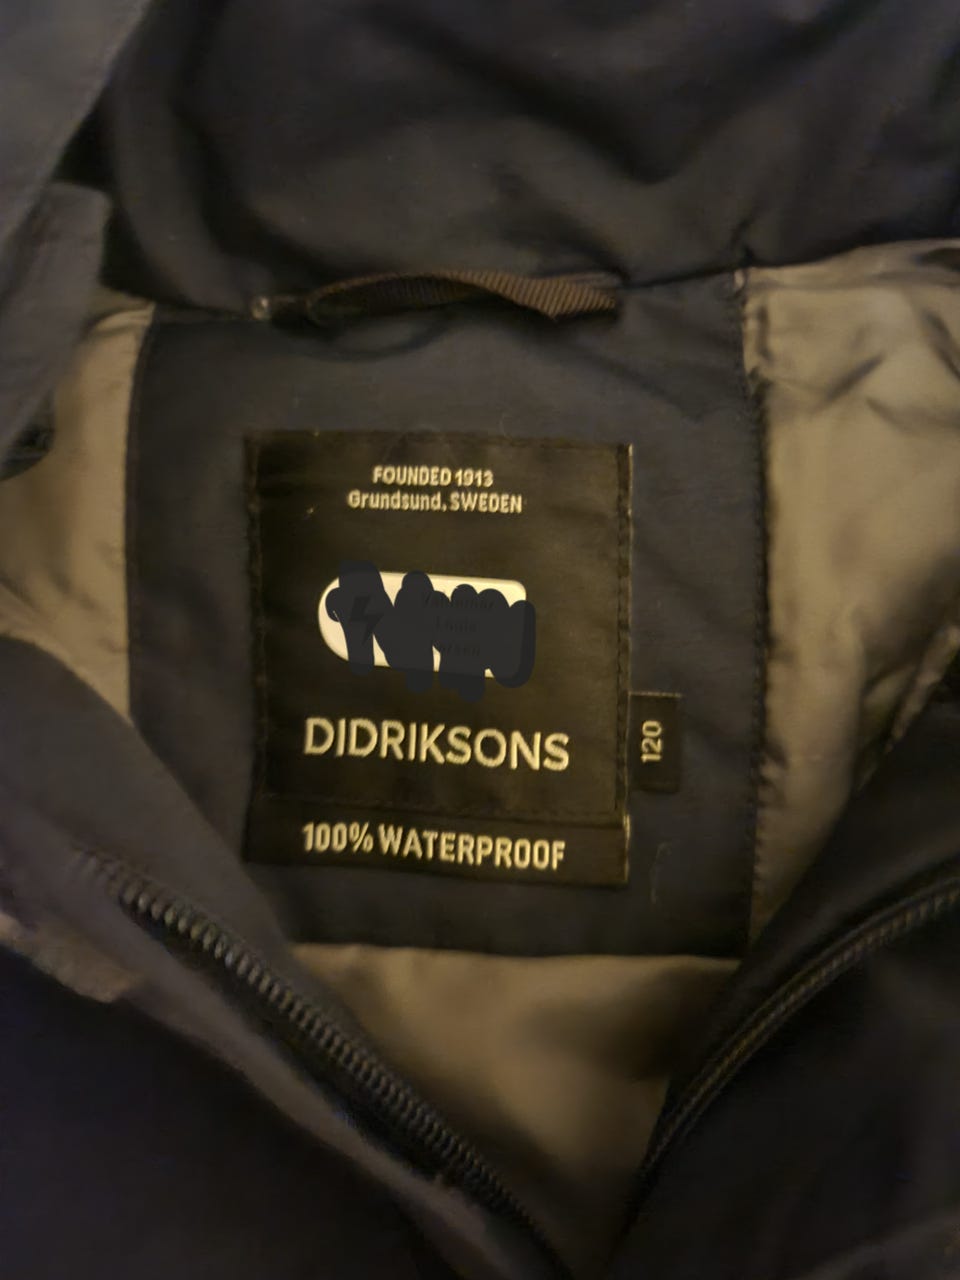 FOUNDED 1913
Grundsund, SWEDEN
DIDRIKSONS
120
100% WATERPROOF